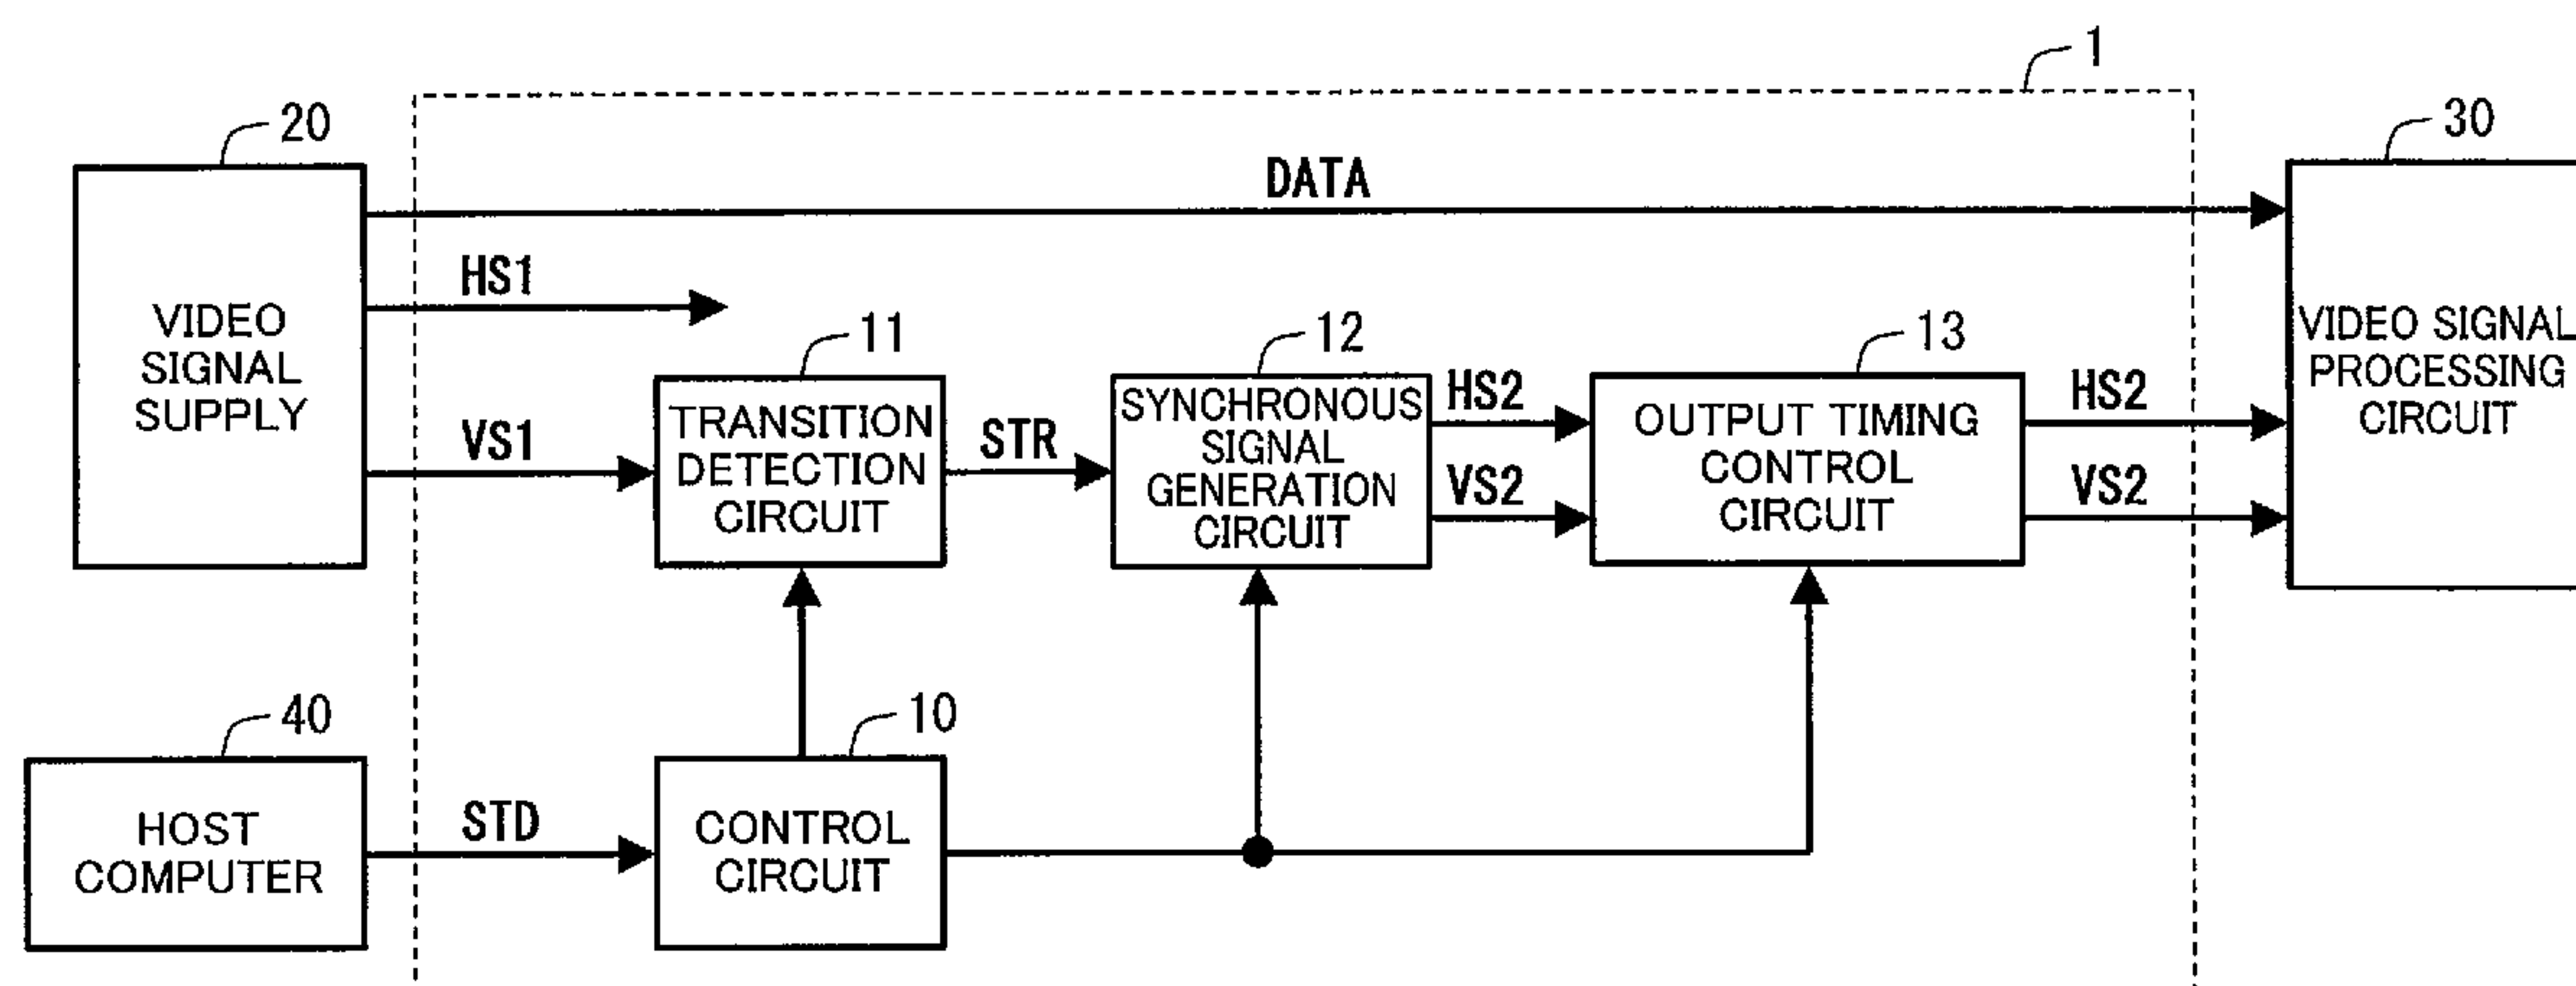 1
20
30
DATA
HS1
VIDEO
SIGNAL
SUPPLY
11
12
13
VIDEO SIGNAL
PROCESSING
CIRCUIT
VS1
TRANSITION
DETECTION
CIRCUIT
STR
SYNCHRONOUS
SIGNAL
GENERATION
CIRCUIT
HS2
VS2
OUTPUT TIMING
CONTROL
CIRCUIT
HS2
VS2
40
10
HOST
COMPUTER
STD
CONTROL
CIRCUIT